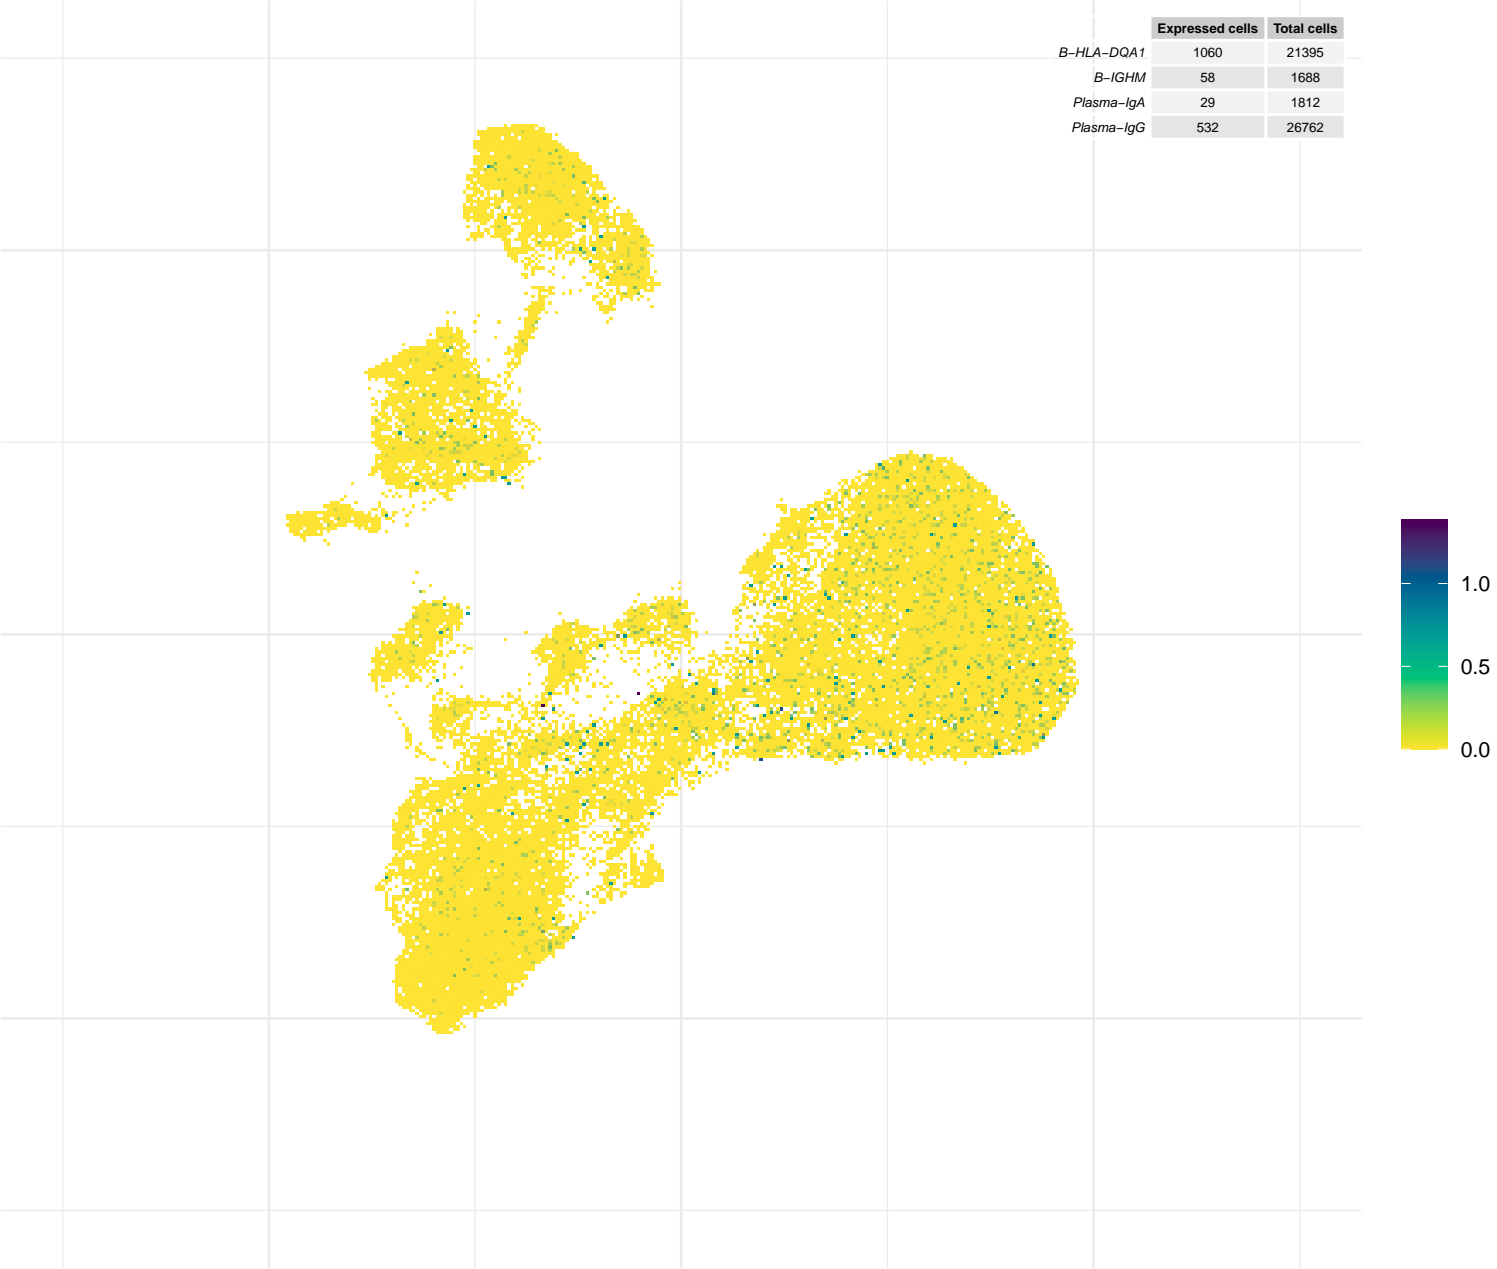 Expressed cells Total cells
B−HLA−DQA1 1060 21395
B−IGHM 58 1688
Plasma−IgA 29 1812
Plasma−IgG 532 26762
1.0
0.5
0.0